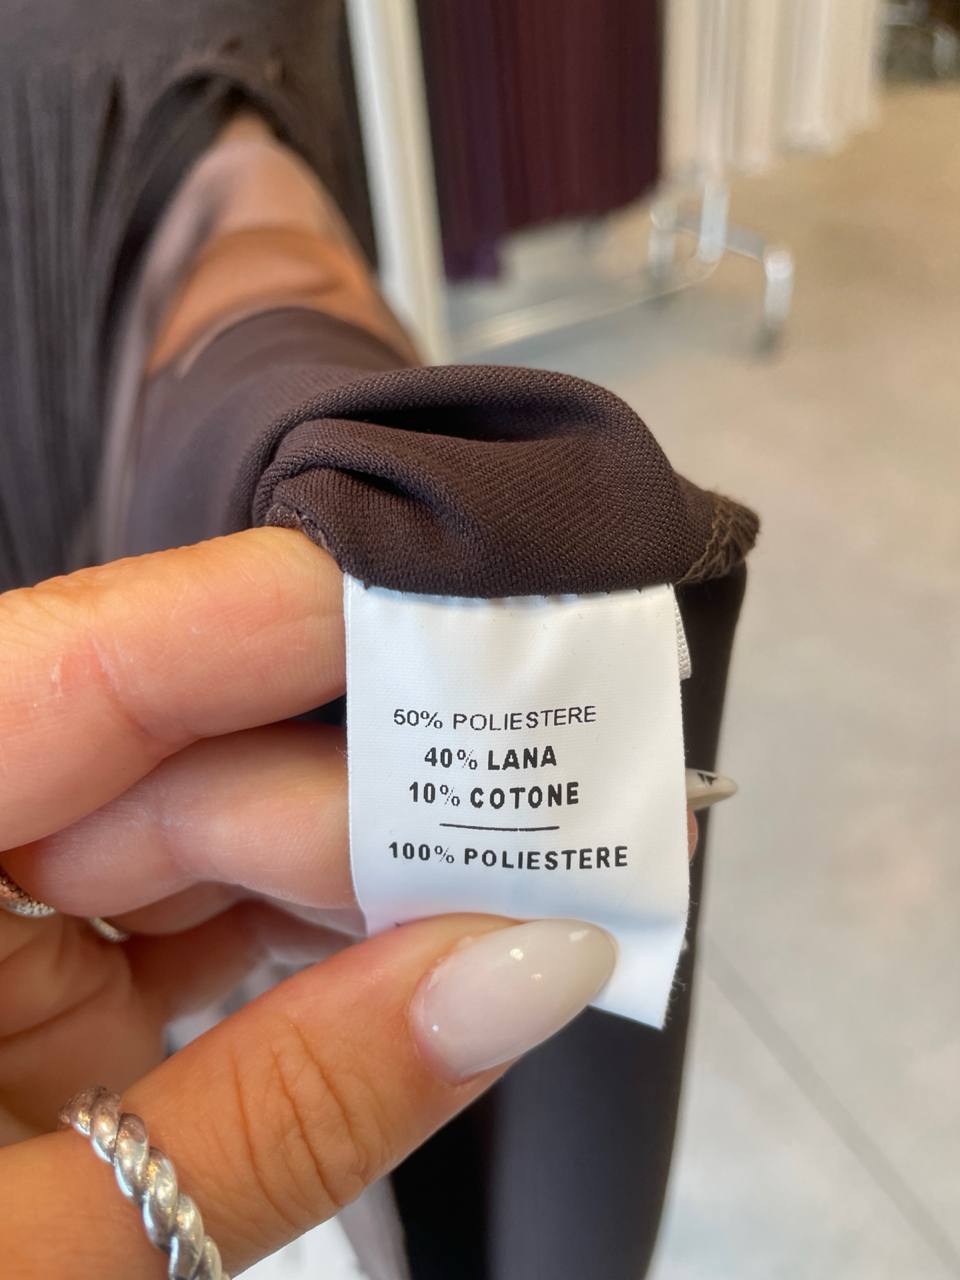 50% POLIESTERE
40% LANA
10% COTONE
100% POLIESTERE